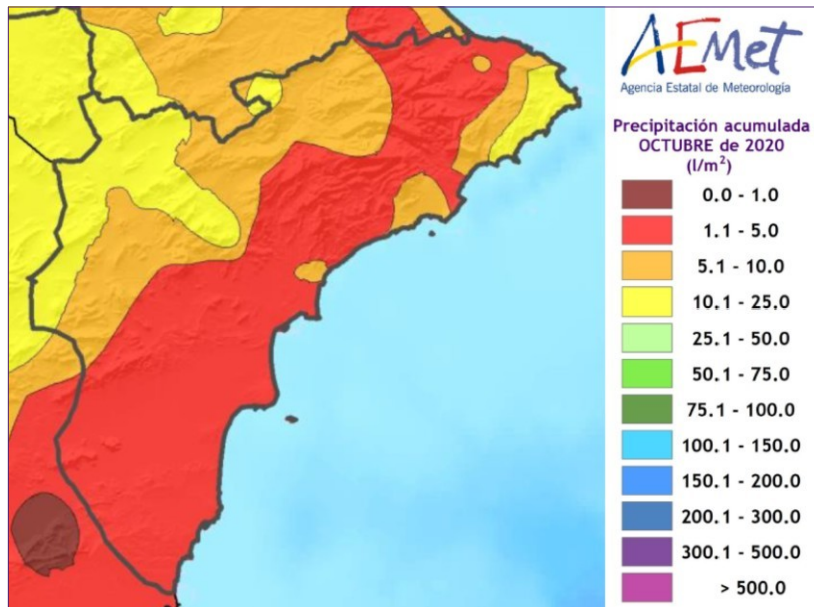 AEMet
Agencia Estatal de Meteorología
Precipitación acumulada
OCTUBRE de 2020
(l/m²)
0.0 - 1.0
1.1 - 5.0
5.1 - 10.0
10.1 - 25.0
25.1 - 50.0
50.1 - 75.0
75.1 - 100.0
100.1 - 150.0
150.1 - 200.0
200.1 - 300.0
300.1 - 500.0
> 500.0